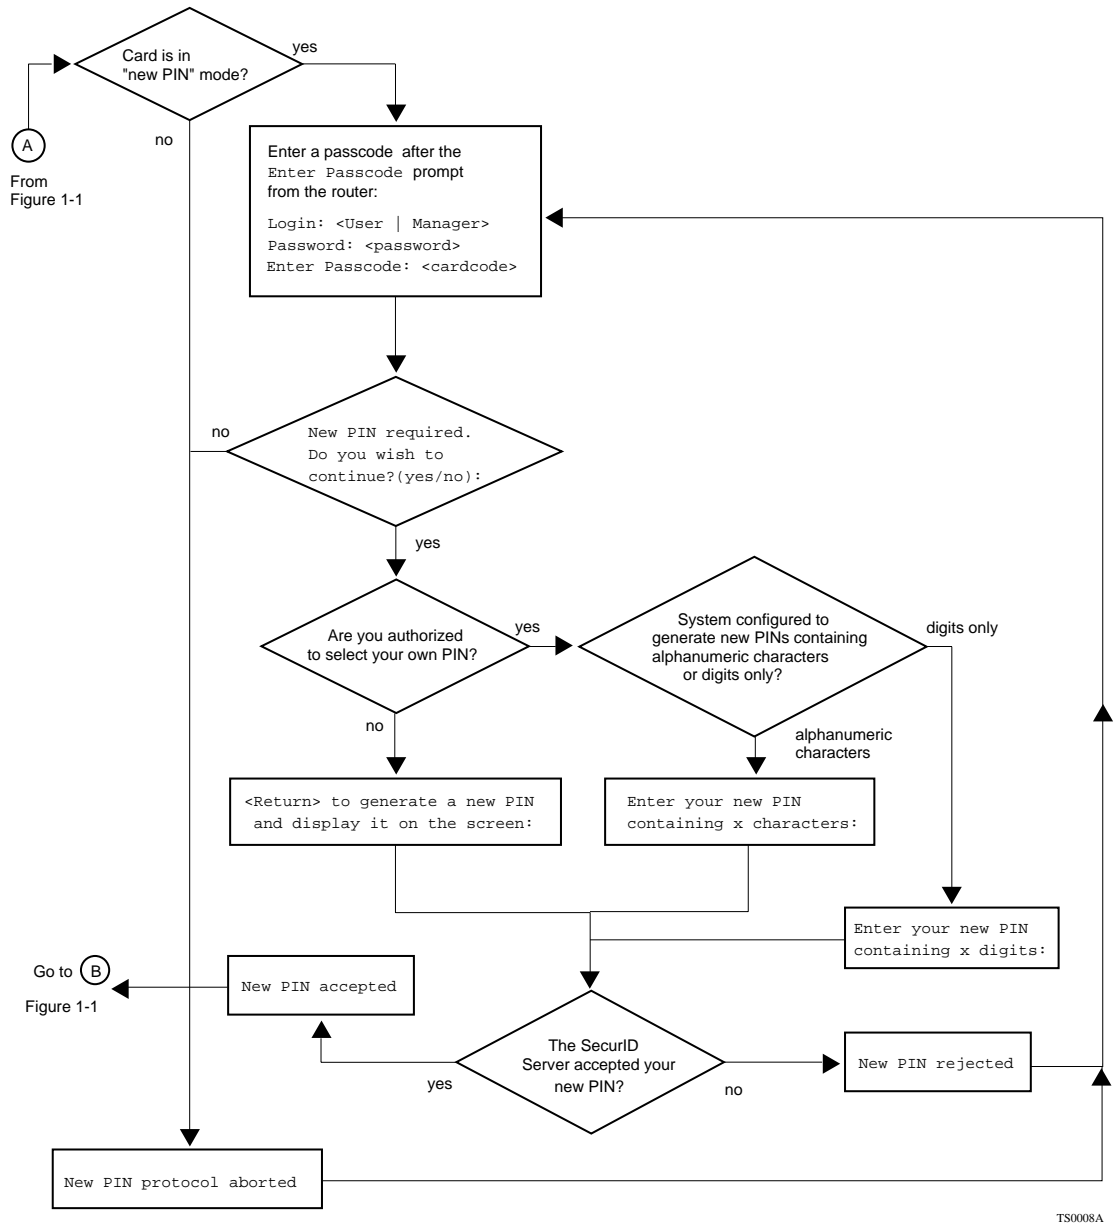 Card is in
"new PIN" mode?
yes
no
A
From
Figure 1-1
Enter a passcode after the
Enter Passcode prompt
from the router:
Login: <User | Manager>
Password: <password>
Enter Passcode: <cardcode>
no
New PIN required.
Do you wish to
continue?(yes/no):
yes
Are you authorized
to select your own PIN?
yes
System configured to
generate new PINs containing
alphanumeric characters
or digits only?
digits only
no
alphanumeric
characters
<Return> to generate a new PIN
and display it on the screen:
Enter your new PIN
containing x characters:
Enter your new PIN
containing x digits:
Go to B
Figure 1-1
New PIN accepted
The SecurID
Server accepted your
new PIN?
yes
no
New PIN rejected
New PIN protocol aborted
TS0008A